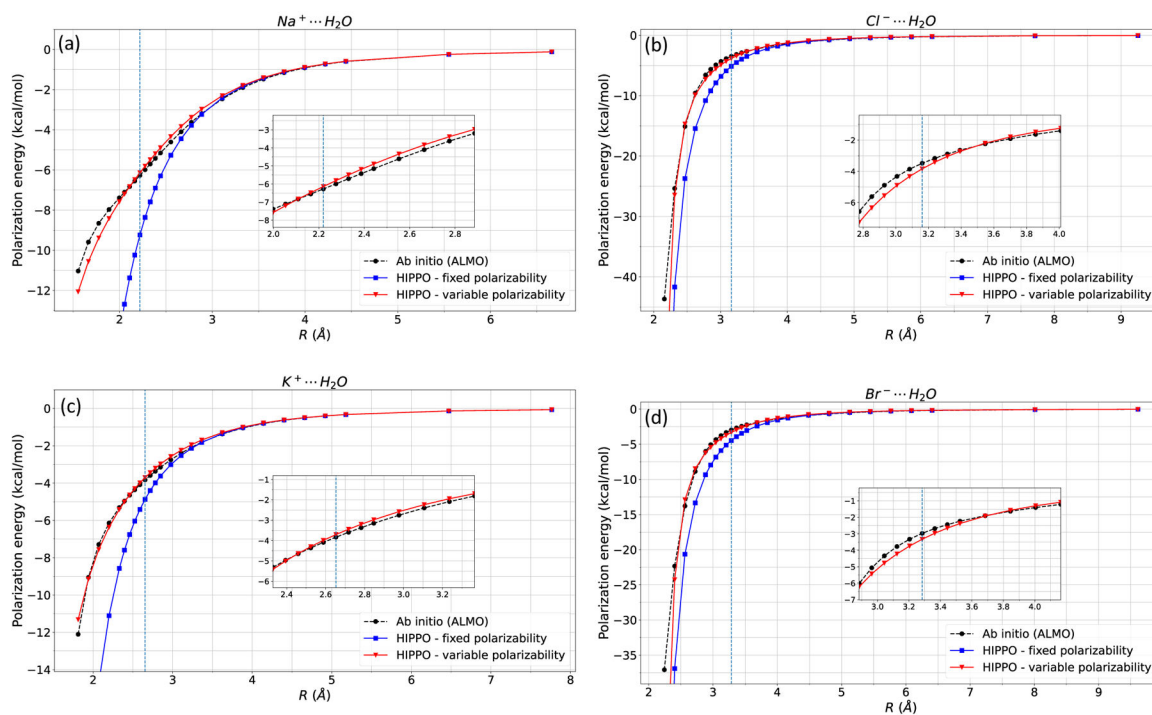 Na⁺ ⋯ H₂O
(a)
Polarization energy (kcal/mol)
0
−2
−4
−6
−8
−10
−12
−3
−4
−5
−6
−7
−8
2.0 2.2 2.4 2.6 2.8
Ab initio (ALMO)
HIPPO - fixed polarizability
HIPPO - variable polarizability
2 3 4 5 6
R (Å)
Cl⁻ ⋯ H₂O
(b)
Polarization energy (kcal/mol)
0
−10
−20
−30
−40
−2
−4
−6
2.8 3.0 3.2 3.4 3.6 3.8 4.0
Ab initio (ALMO)
HIPPO - fixed polarizability
HIPPO - variable polarizability
2 3 4 5 6 7 8 9
R (Å)
K⁺ ⋯ H₂O
(c)
Polarization energy (kcal/mol)
0
−2
−4
−6
−8
−10
−12
−14
−1
−2
−3
−4
−5
−6
2.4 2.6 2.8 3.0 3.2
Ab initio (ALMO)
HIPPO - fixed polarizability
HIPPO - variable polarizability
2 3 4 5 6 7 8
R (Å)
Br⁻ ⋯ H₂O
(d)
Polarization energy (kcal/mol)
0
−5
−10
−15
−20
−25
−30
−35
−1
−2
−3
−4
−5
−6
−7
3.0 3.2 3.4 3.6 3.8 4.0
Ab initio (ALMO)
HIPPO - fixed polarizability
HIPPO - variable polarizability
2 3 4 5 6 7 8 9
R (Å)